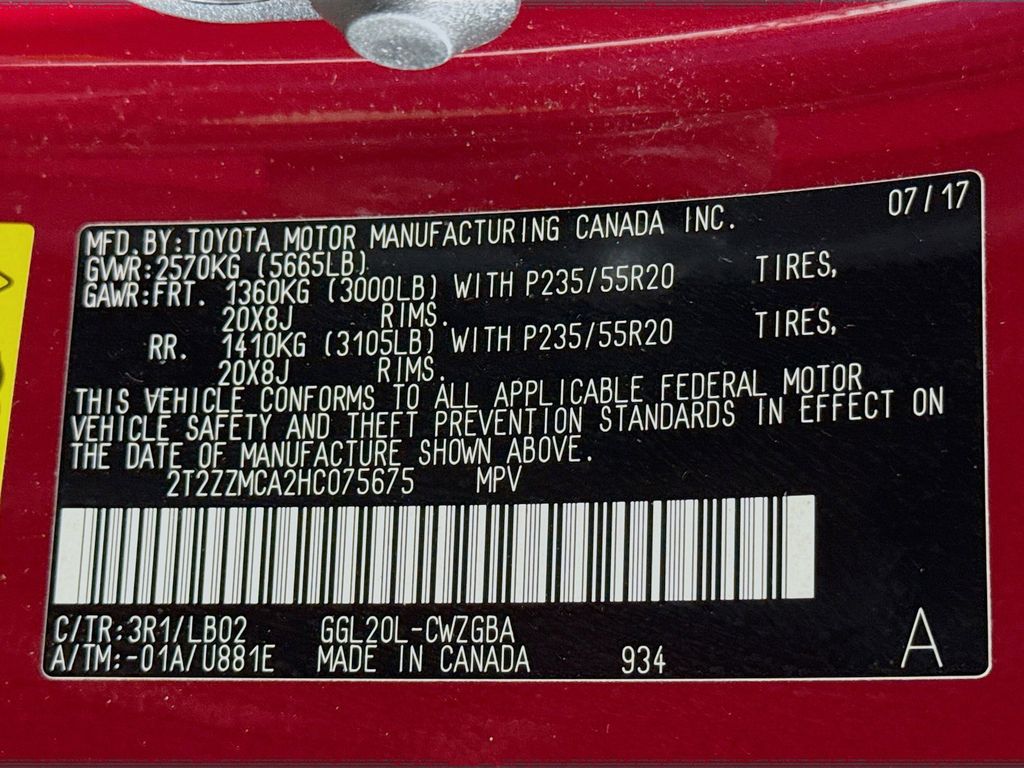 07/17
MFD.BY:TOYOTA MOTOR MANUFACTURING CANADA INC.
GVWR:2570KG (5665LB)
GAWR:FRT. 1360KG (3000LB) WITH P235/55R20 TIRES,
20X8J RIMS.
RR. 1410KG (3105LB) WITH P235/55R20 TIRES,
20X8J RIMS.
THIS VEHICLE CONFORMS TO ALL APPLICABLE FEDERAL MOTOR
VEHICLE SAFETY AND THEFT PREVENTION STANDARDS IN EFFECT ON
THE DATE OF MANUFACTURE SHOWN ABOVE.
2T2ZZMCA2HC075675 MPV
C/TR:3R1/LB02 GGL20L-CWZGBA
A/TM:-01A/U881E MADE IN CANADA 934 A